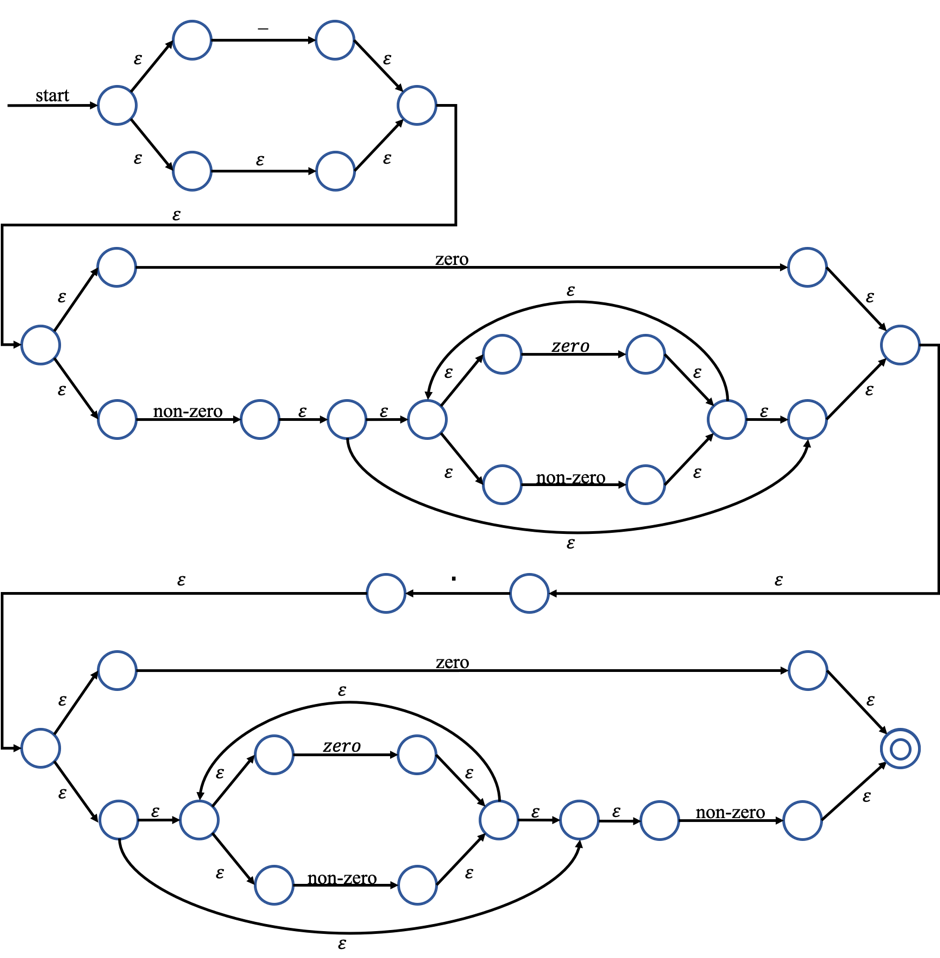 –
ε ε
start
ε ε ε
ε
zero
ε ε ε
zero
ε ε
non-zero ε ε ε
ε ε ε ε
non-zero
ε
ε . ε
zero
ε ε ε
zero
ε ε
ε ε ε ε non-zero ε
ε ε
non-zero
ε